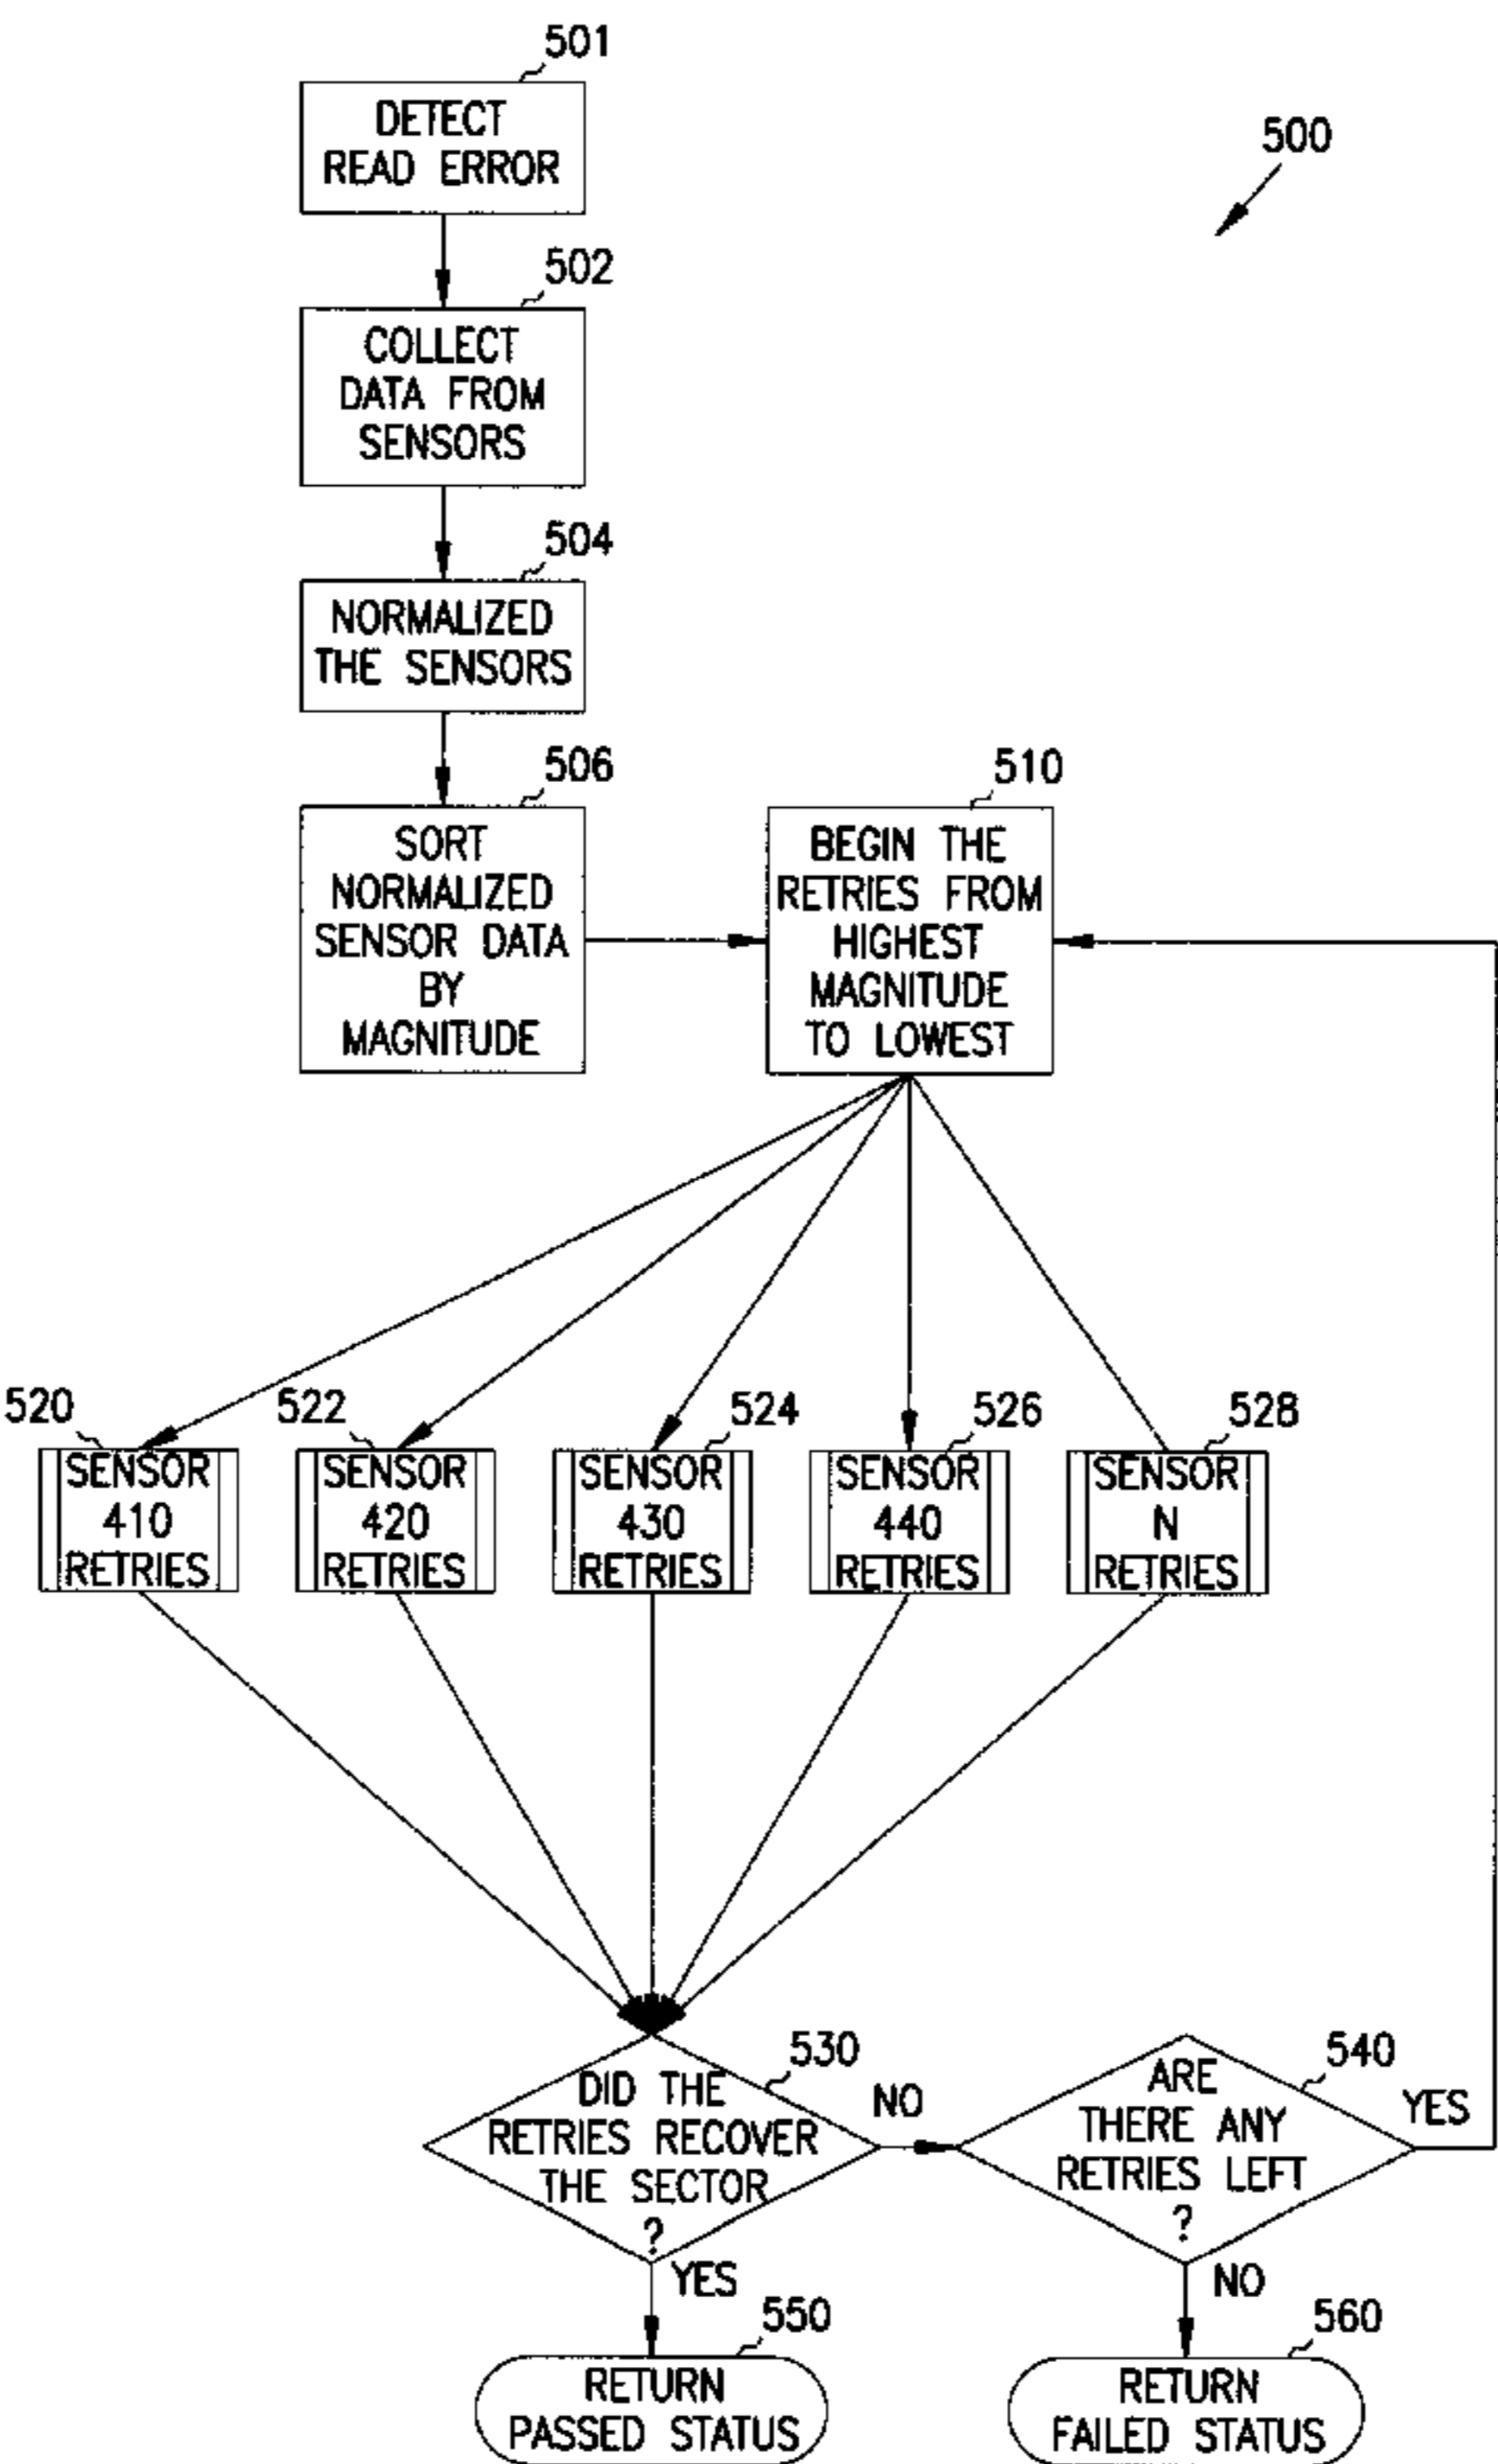 501
DETECT
READ ERROR
500
502
COLLECT
DATA FROM
SENSORS
504
NORMALIZED
THE SENSORS
506
SORT
NORMALIZED
SENSOR DATA
BY
MAGNITUDE
510
BEGIN THE
RETRIES FROM
HIGHEST
MAGNITUDE
TO LOWEST
520
SENSOR
410
RETRIES
522
SENSOR
420
RETRIES
524
SENSOR
430
RETRIES
526
SENSOR
440
RETRIES
528
SENSOR
N
RETRIES
530
DID THE
RETRIES RECOVER
THE SECTOR
?
NO
YES
540
ARE
THERE ANY
RETRIES LEFT
?
YES
NO
550
RETURN
PASSED STATUS
560
RETURN
FAILED STATUS